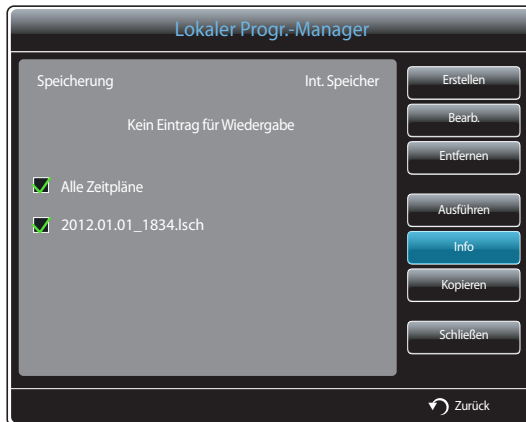 Lokaler Progr.-Manager
Speicherung Int. Speicher
Kein Eintrag für Wiedergabe
Alle Zeitpläne
2012.01.01_1834.lsch
Erstellen
Bearb.
Entfernen
Ausführen
Info
Kopieren
Schließen
Zurück